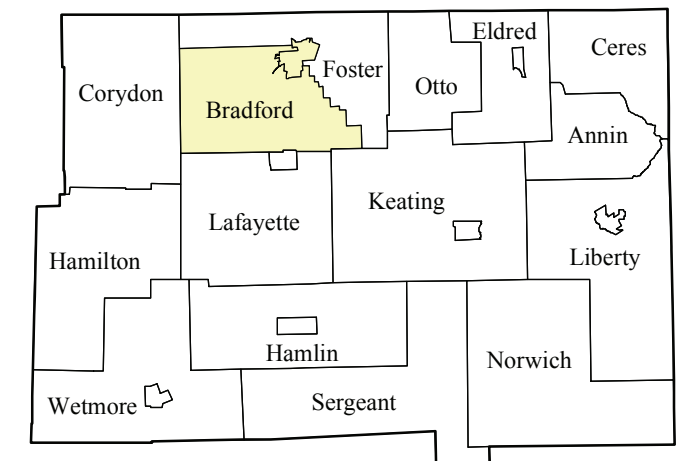 Eldred
Ceres
Foster
Otto
Corydon
Bradford
Annin
Keating
Lafayette
Liberty
Hamilton
Hamlin
Norwich
Wetmore
Sergeant